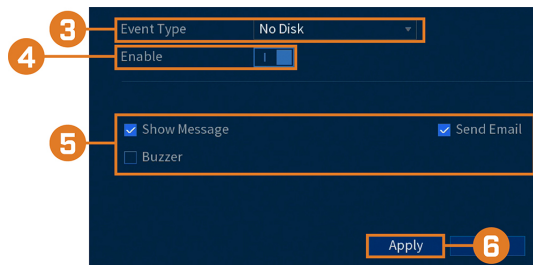 3 Event Type No Disk
4 Enable I
5 Show Message Send Email
Buzzer
Apply 6